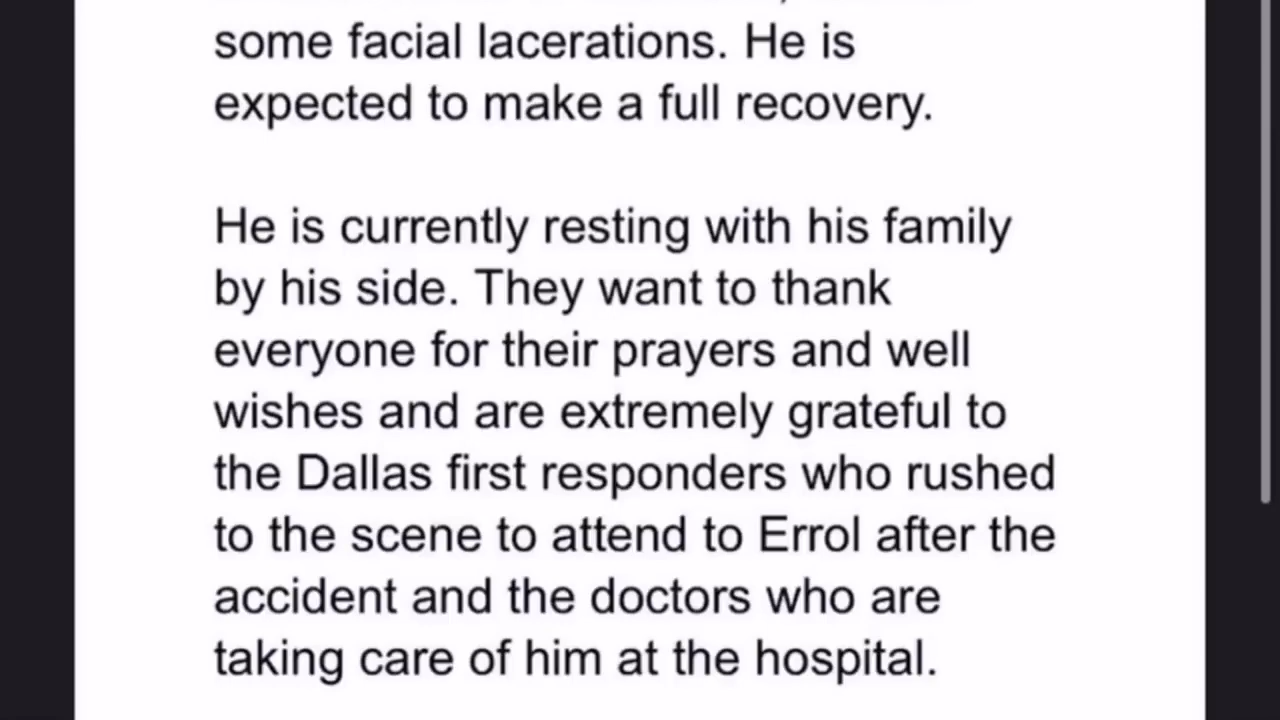 some facial lacerations. He is
expected to make a full recovery.
He is currently resting with his family
by his side. They want to thank
everyone for their prayers and well
wishes and are extremely grateful to
the Dallas first responders who rushed
to the scene to attend to Errol after the
accident and the doctors who are
taking care of him at the hospital.